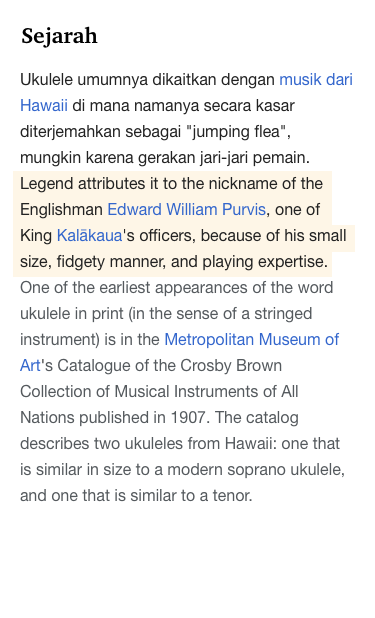 Sejarah
Ukulele umumnya dikaitkan dengan musik dari
Hawaii di mana namanya secara kasar
diterjemahkan sebagai "jumping flea",
mungkin karena gerakan jari-jari pemain.
Legend attributes it to the nickname of the
Englishman Edward William Purvis, one of
King Kalākaua's officers, because of his small
size, fidgety manner, and playing expertise.
One of the earliest appearances of the word
ukulele in print (in the sense of a stringed
instrument) is in the Metropolitan Museum of
Art's Catalogue of the Crosby Brown
Collection of Musical Instruments of All
Nations published in 1907. The catalog
describes two ukuleles from Hawaii: one that
is similar in size to a modern soprano ukulele,
and one that is similar to a tenor.